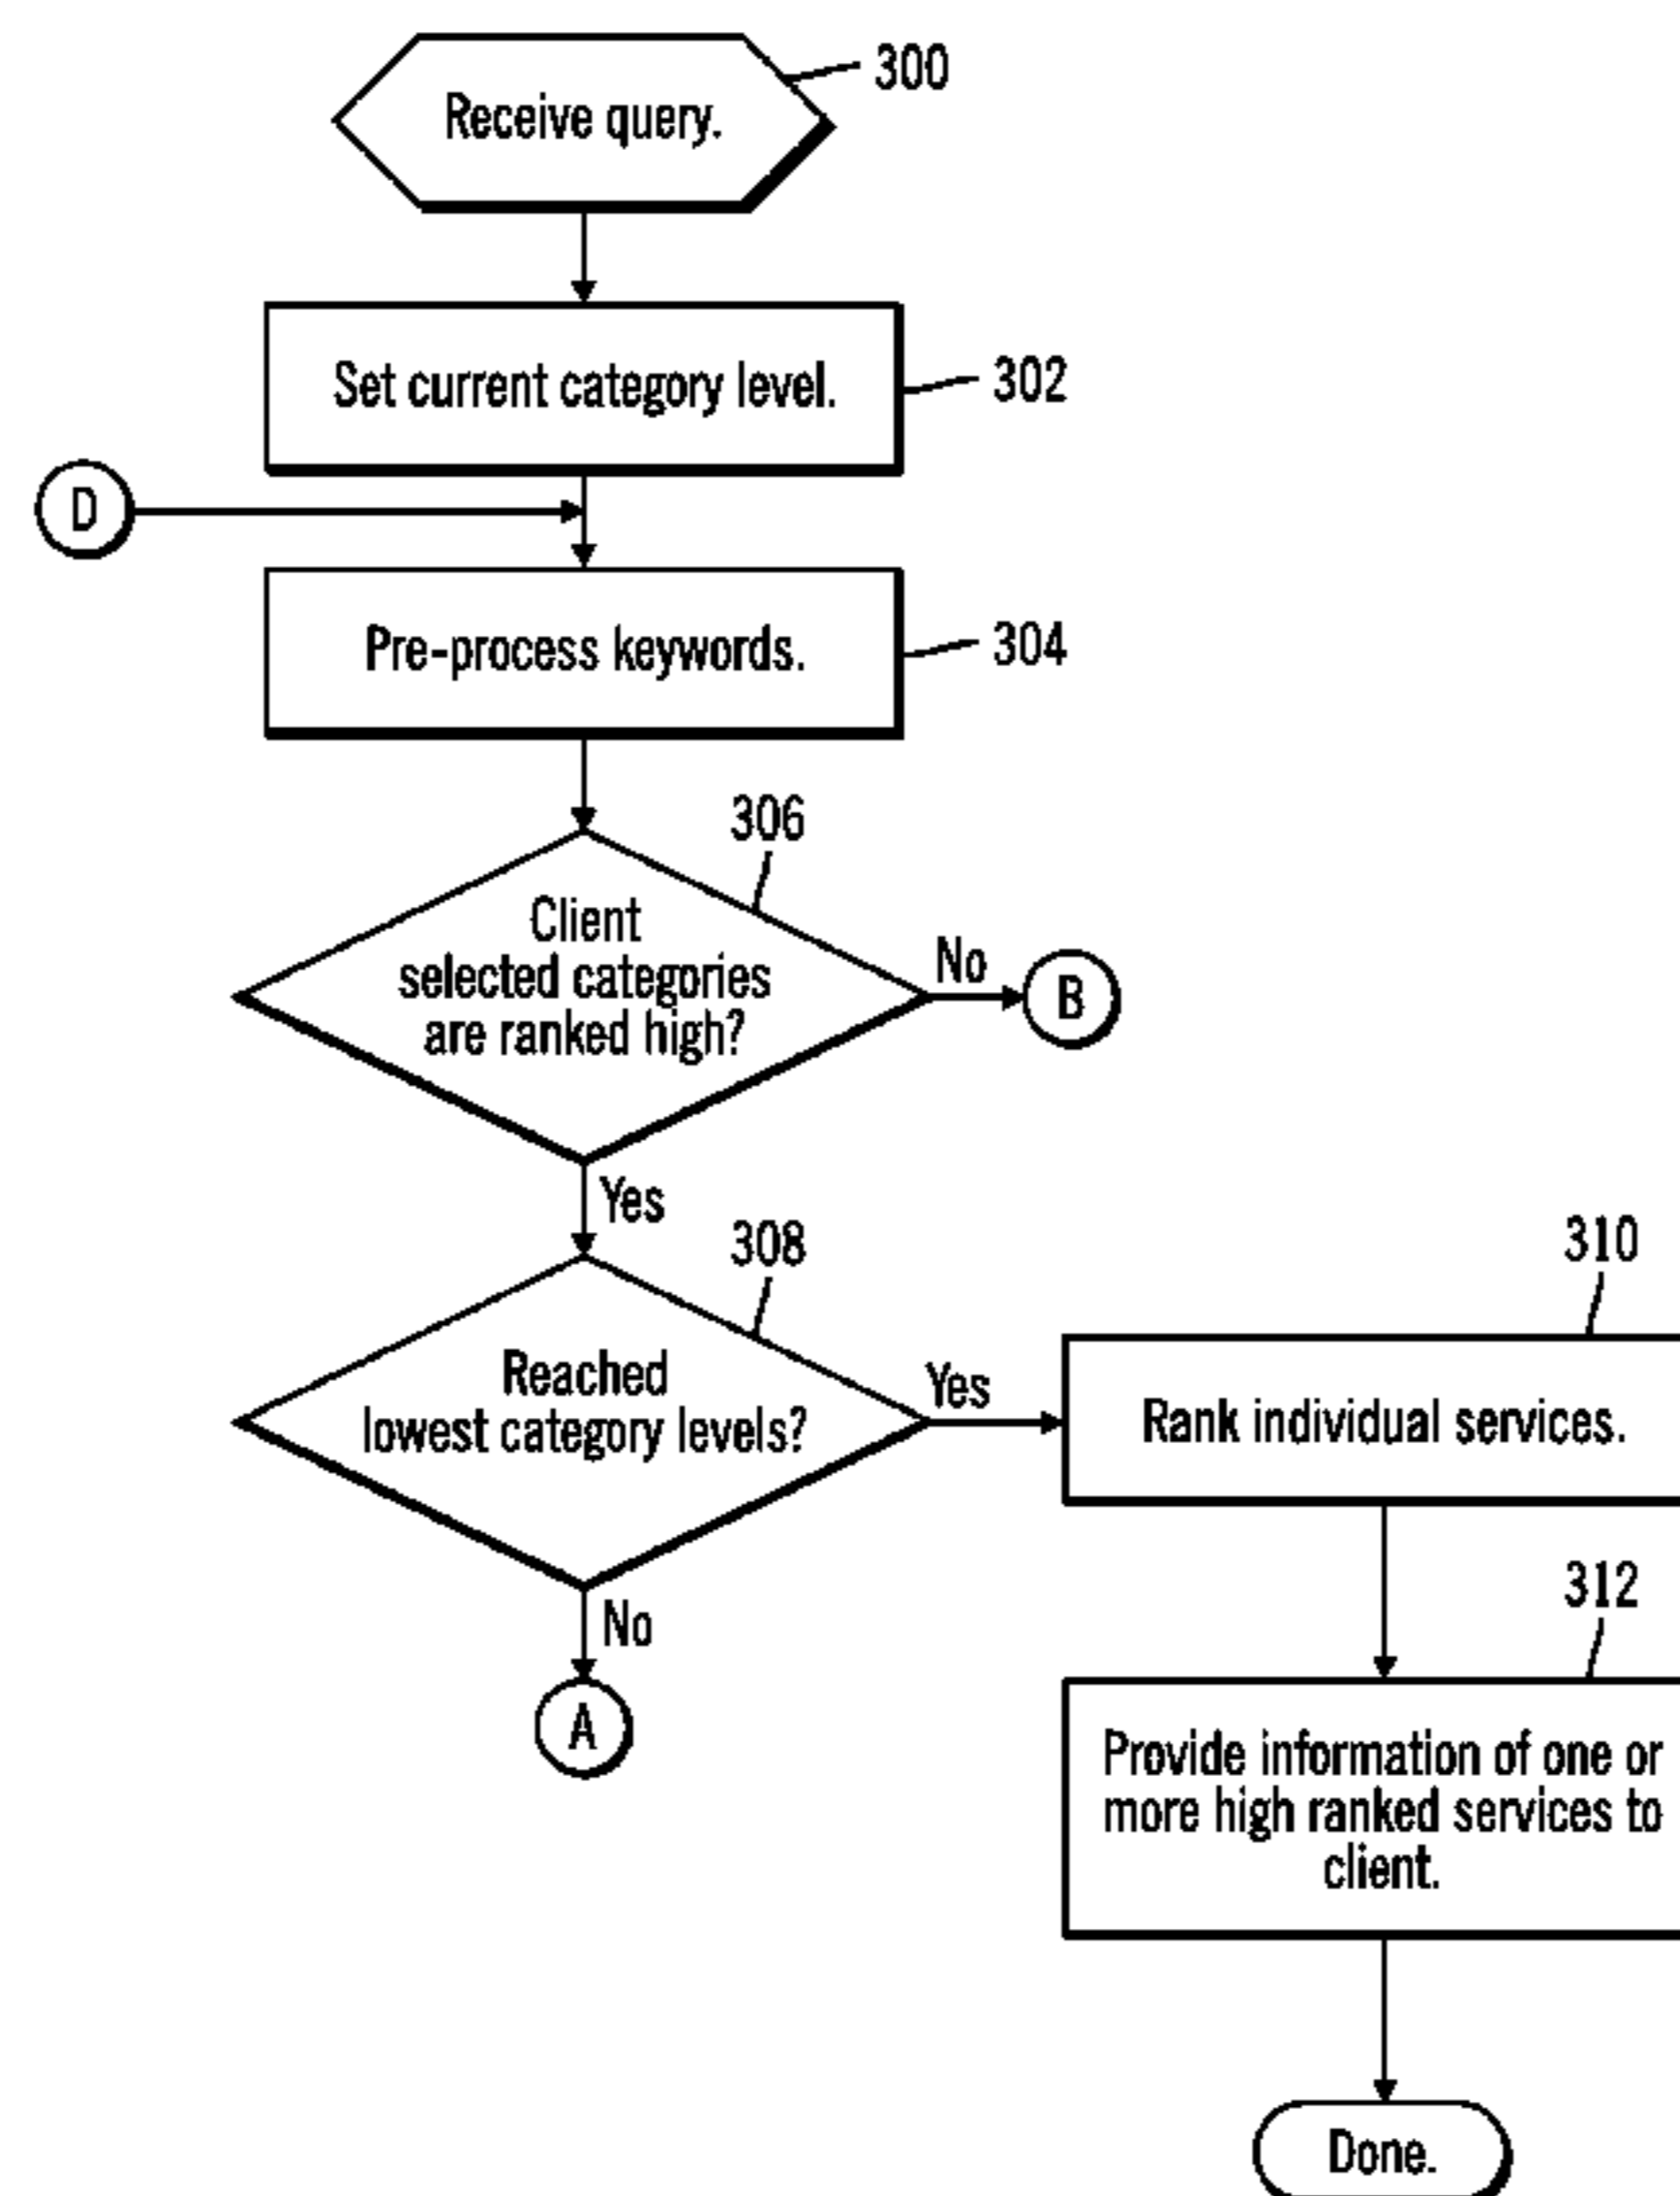 300
Receive query.
Set current category level.
302
D
Pre-process keywords.
304
306
Client
selected categories
are ranked high?
No
B
Yes
308
Reached
lowest category levels?
Yes
310
Rank individual services.
No
A
312
Provide information of one or
more high ranked services to
client.
Done.